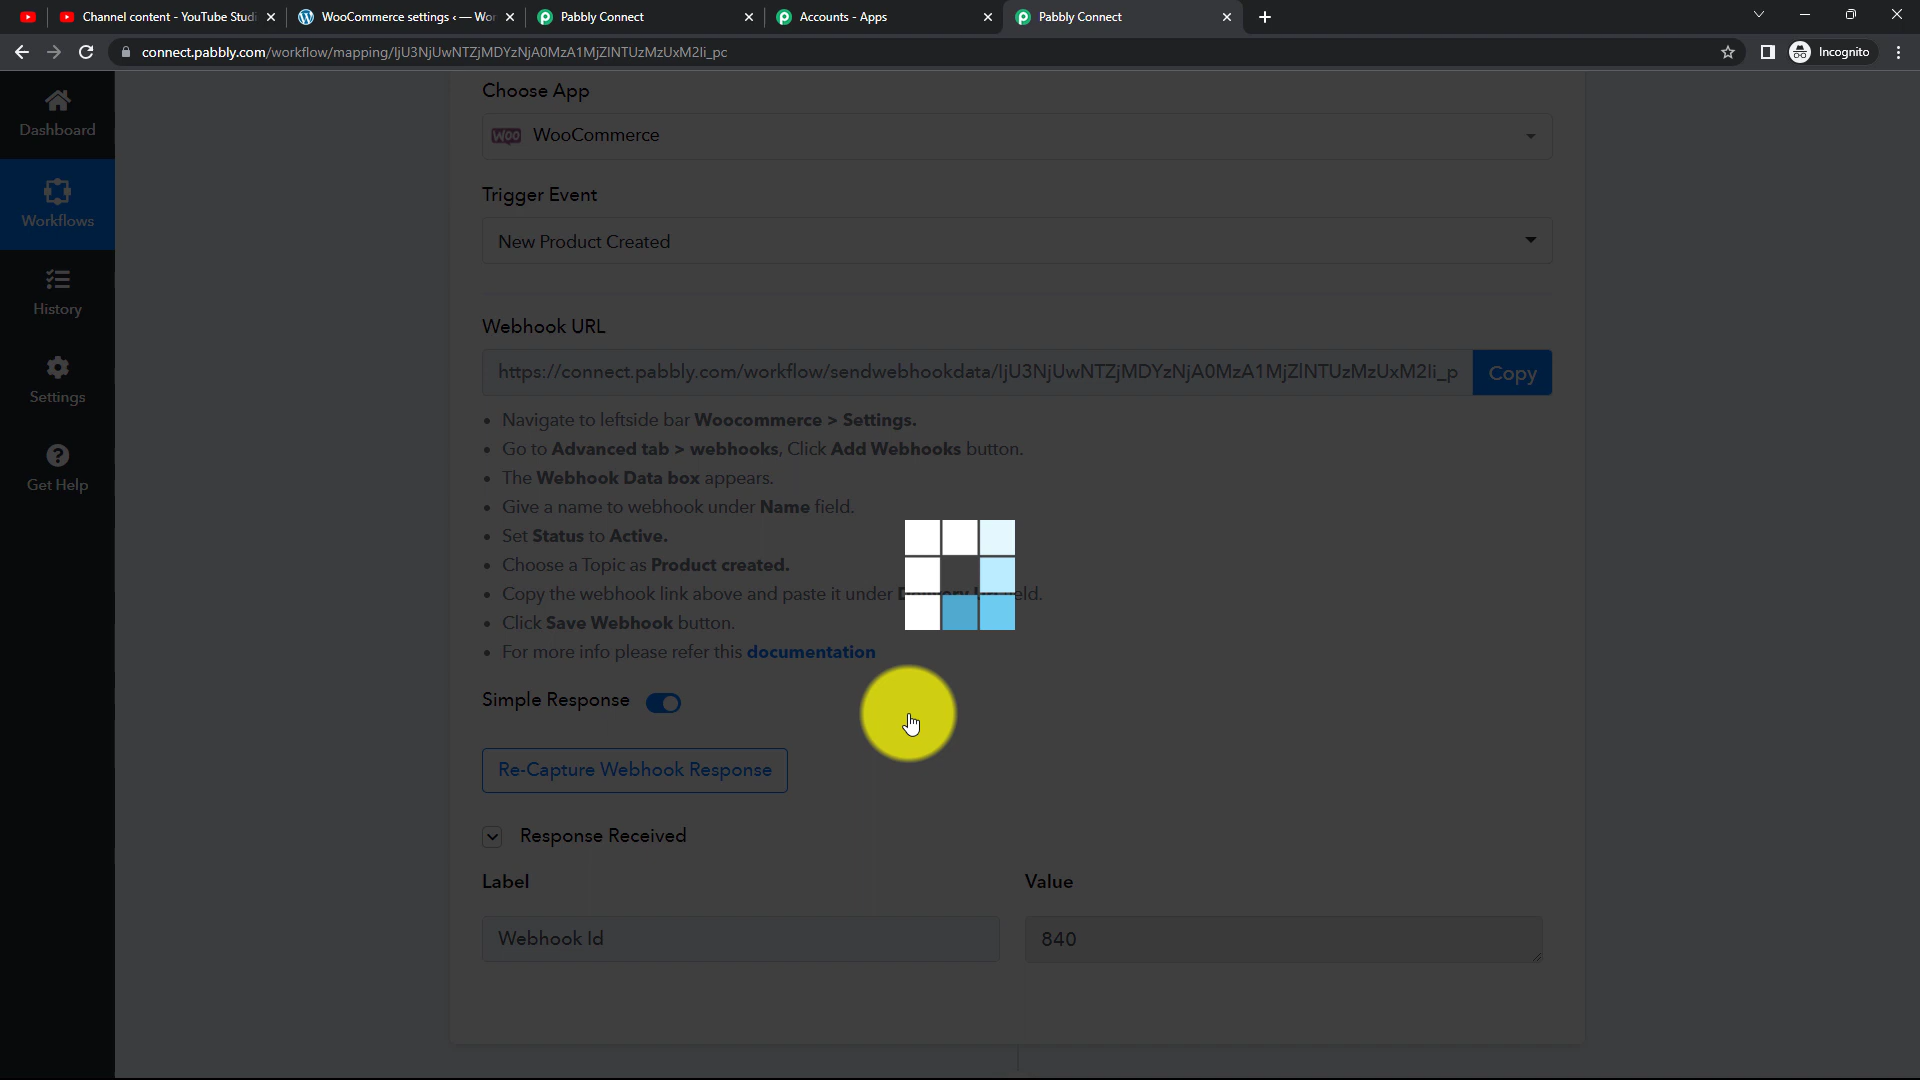 Channel content - YouTube Studi
WooCommerce settings ‹ — Wor
Pabbly Connect
Accounts - Apps
Pabbly Connect
connect.pabbly.com/workflow/mapping/IjU3NjUwNTZjMDYzNjA0MzA1MjZlNTUzMzUxM2Ii_pc
Incognito
Dashboard
Workflows
History
Settings
Get Help
Choose App
WOO WooCommerce
Trigger Event
New Product Created
Webhook URL
https://connect.pabbly.com/workflow/sendwebhookdata/IjU3NjUwNTZjMDYzNjA0MzA1MjZlNTUzMzUxM2Ii_p
Copy
• Navigate to leftside bar Woocommerce > Settings.
• Go to Advanced tab > webhooks, Click Add Webhooks button.
• The Webhook Data box appears.
• Give a name to webhook under Name field.
• Set Status to Active.
• Choose a Topic as Product created.
• Copy the webhook link above and paste it under
• Click Save Webhook button.
• For more info please refer this documentation
Simple Response
Re-Capture Webhook Response
Response Received
Label
Value
Webhook Id
840